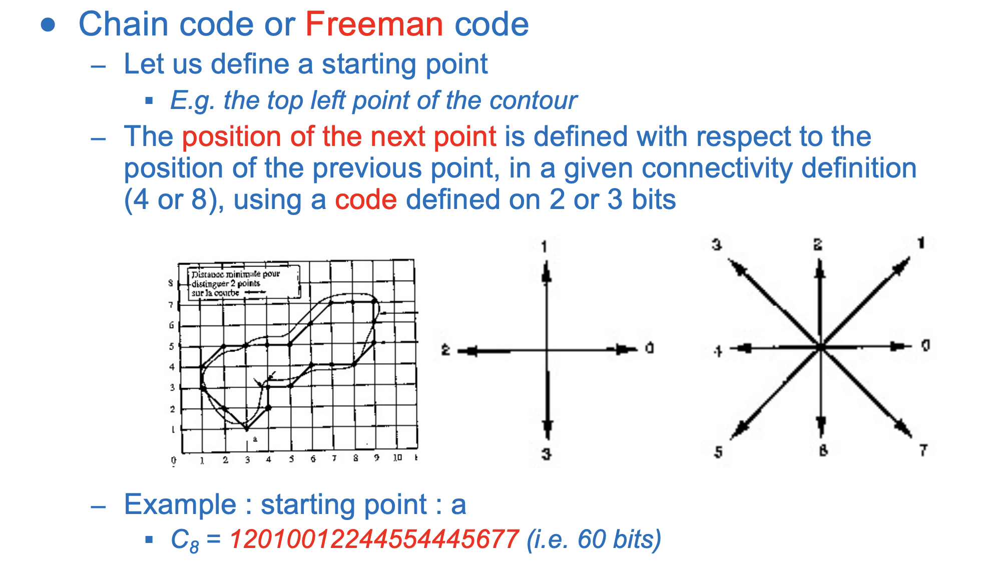 ● Chain code or Freeman code
– Let us define a starting point
▪ E.g. the top left point of the contour
– The position of the next point is defined with respect to the
position of the previous point, in a given connectivity definition
(4 or 8), using a code defined on 2 or 3 bits
Distance minimale pour
distinguer 2 points
sur la courbe
8
7
6
5
4
3
2
1
a
0 1 2 3 4 5 6 7 8 9 10
1
2 0
3
3 2 1
4 0
5 6 7
– Example : starting point : a
▪ C8 = 12010012244554445677 (i.e. 60 bits)